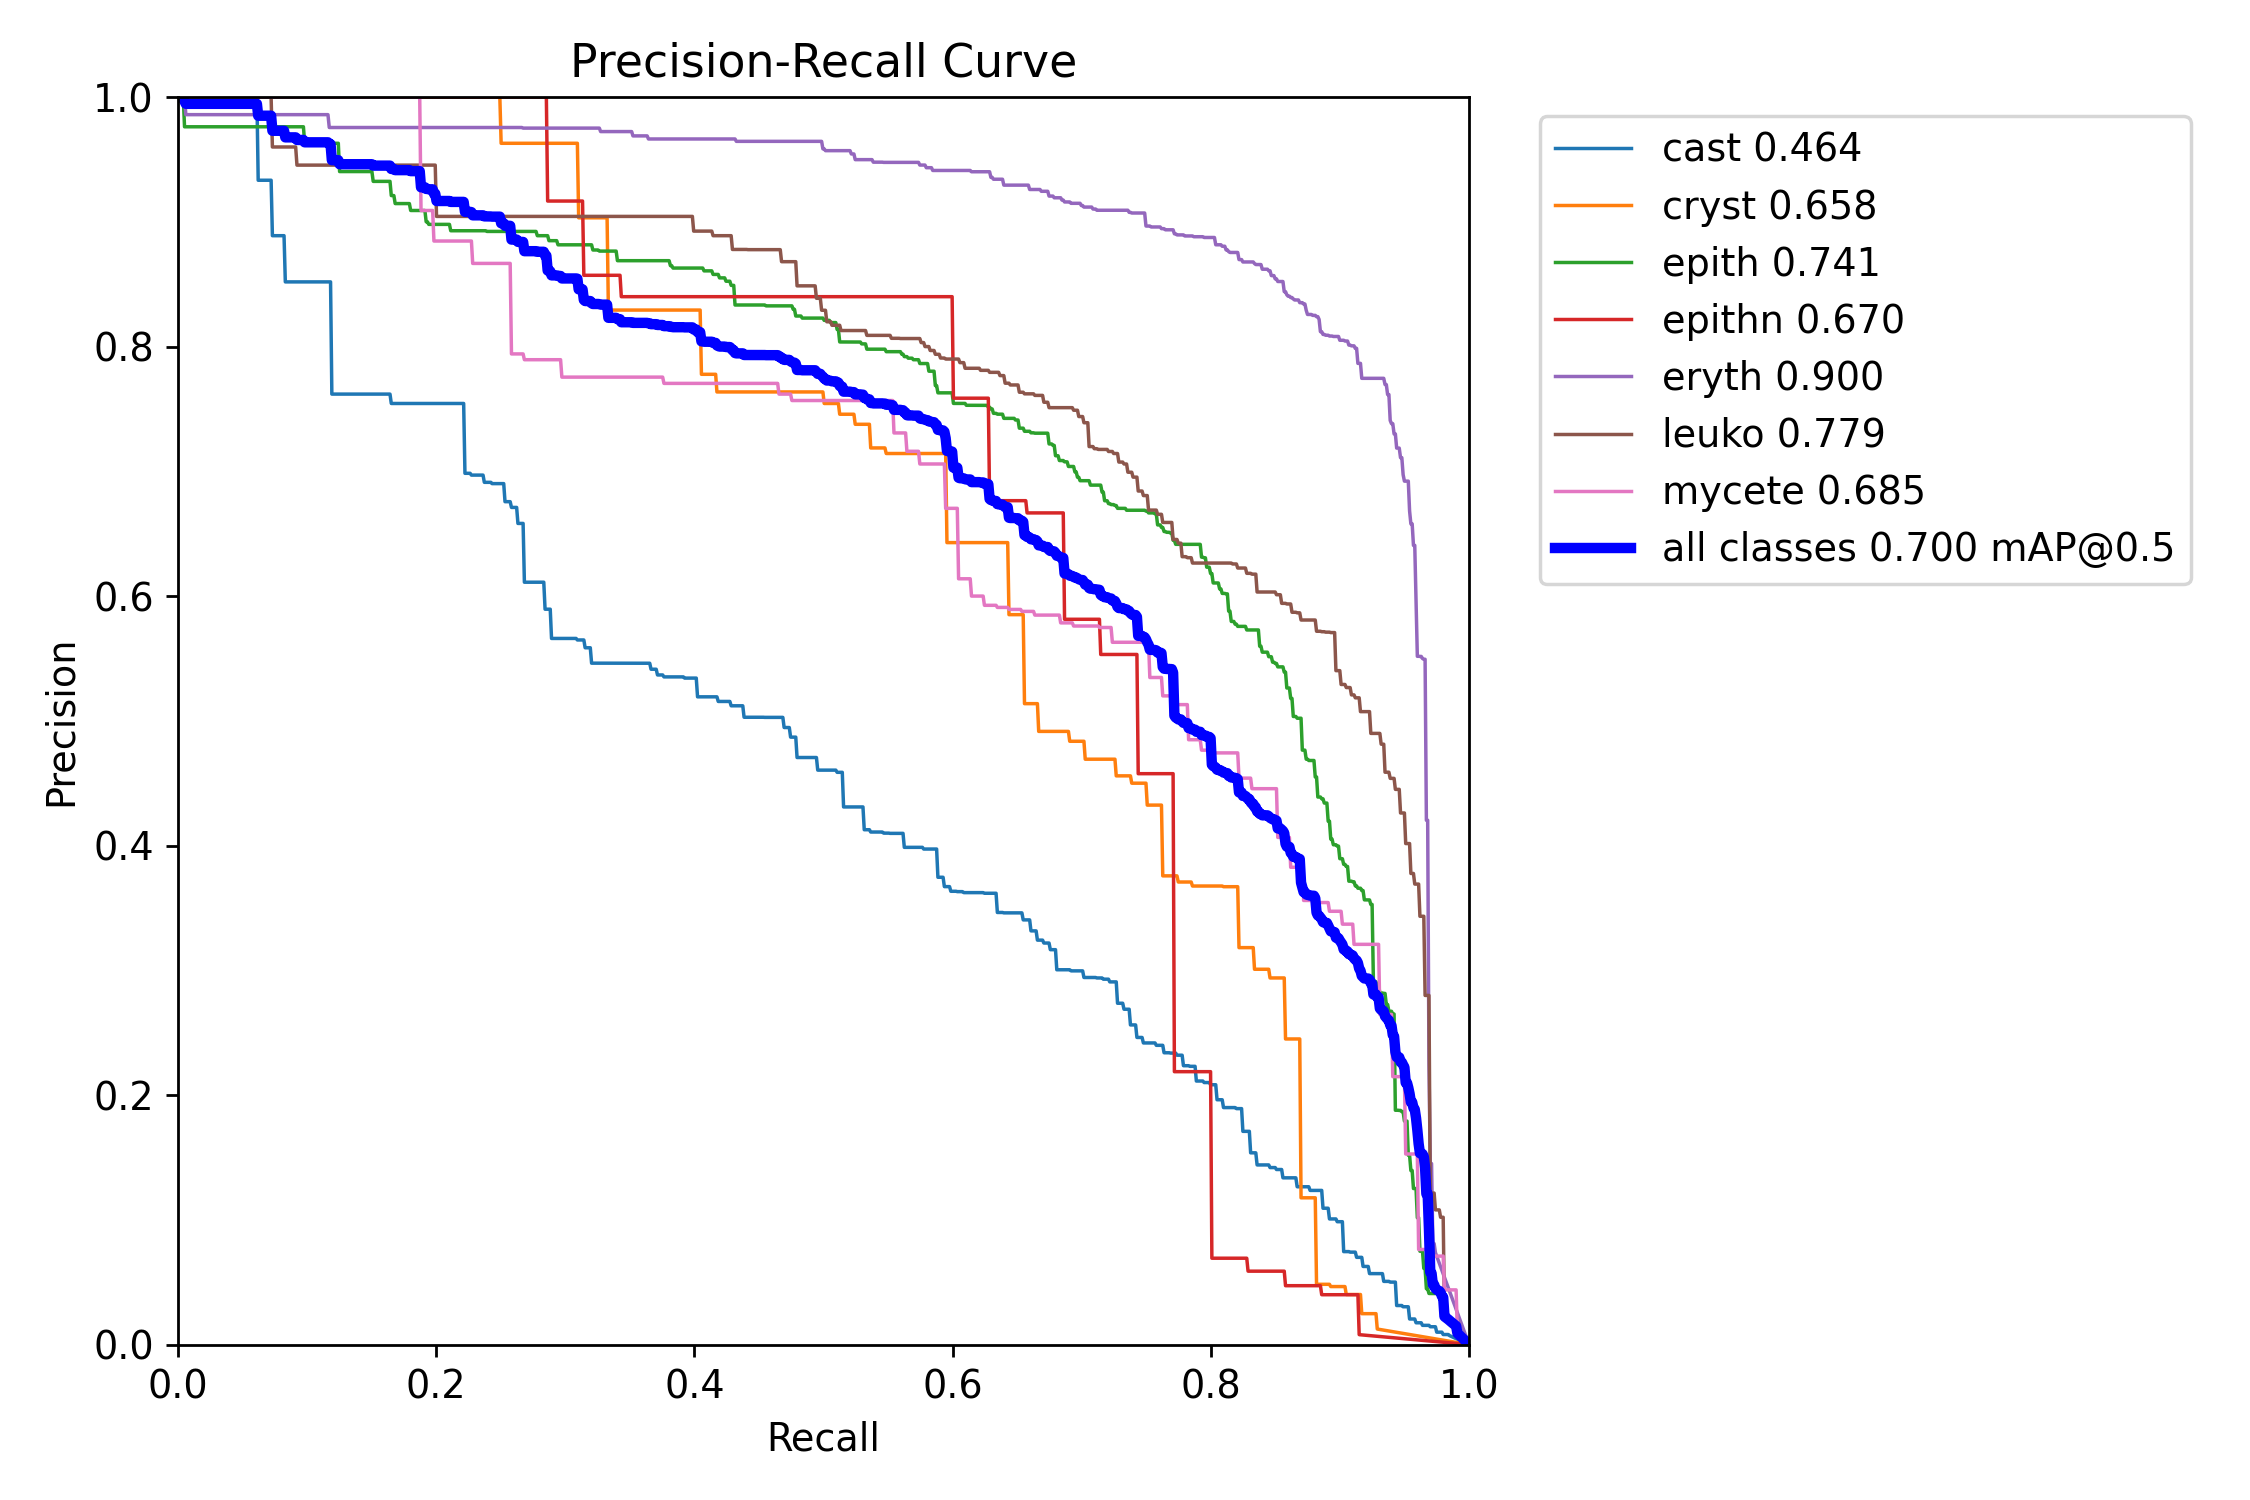 Precision-Recall Curve
1.0
0.8
0.6
0.4
0.2
0.0
Precision
0.0 0.2 0.4 0.6 0.8 1.0
Recall
cast 0.464
cryst 0.658
epith 0.741
epithn 0.670
eryth 0.900
leuko 0.779
mycete 0.685
all classes 0.700 mAP@0.5